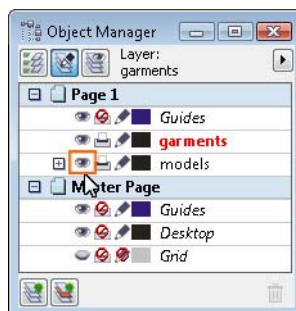 Object Manager
Layer:
garments
Page 1
Guides
garments
models
Master Page
Guides
Desktop
Grid